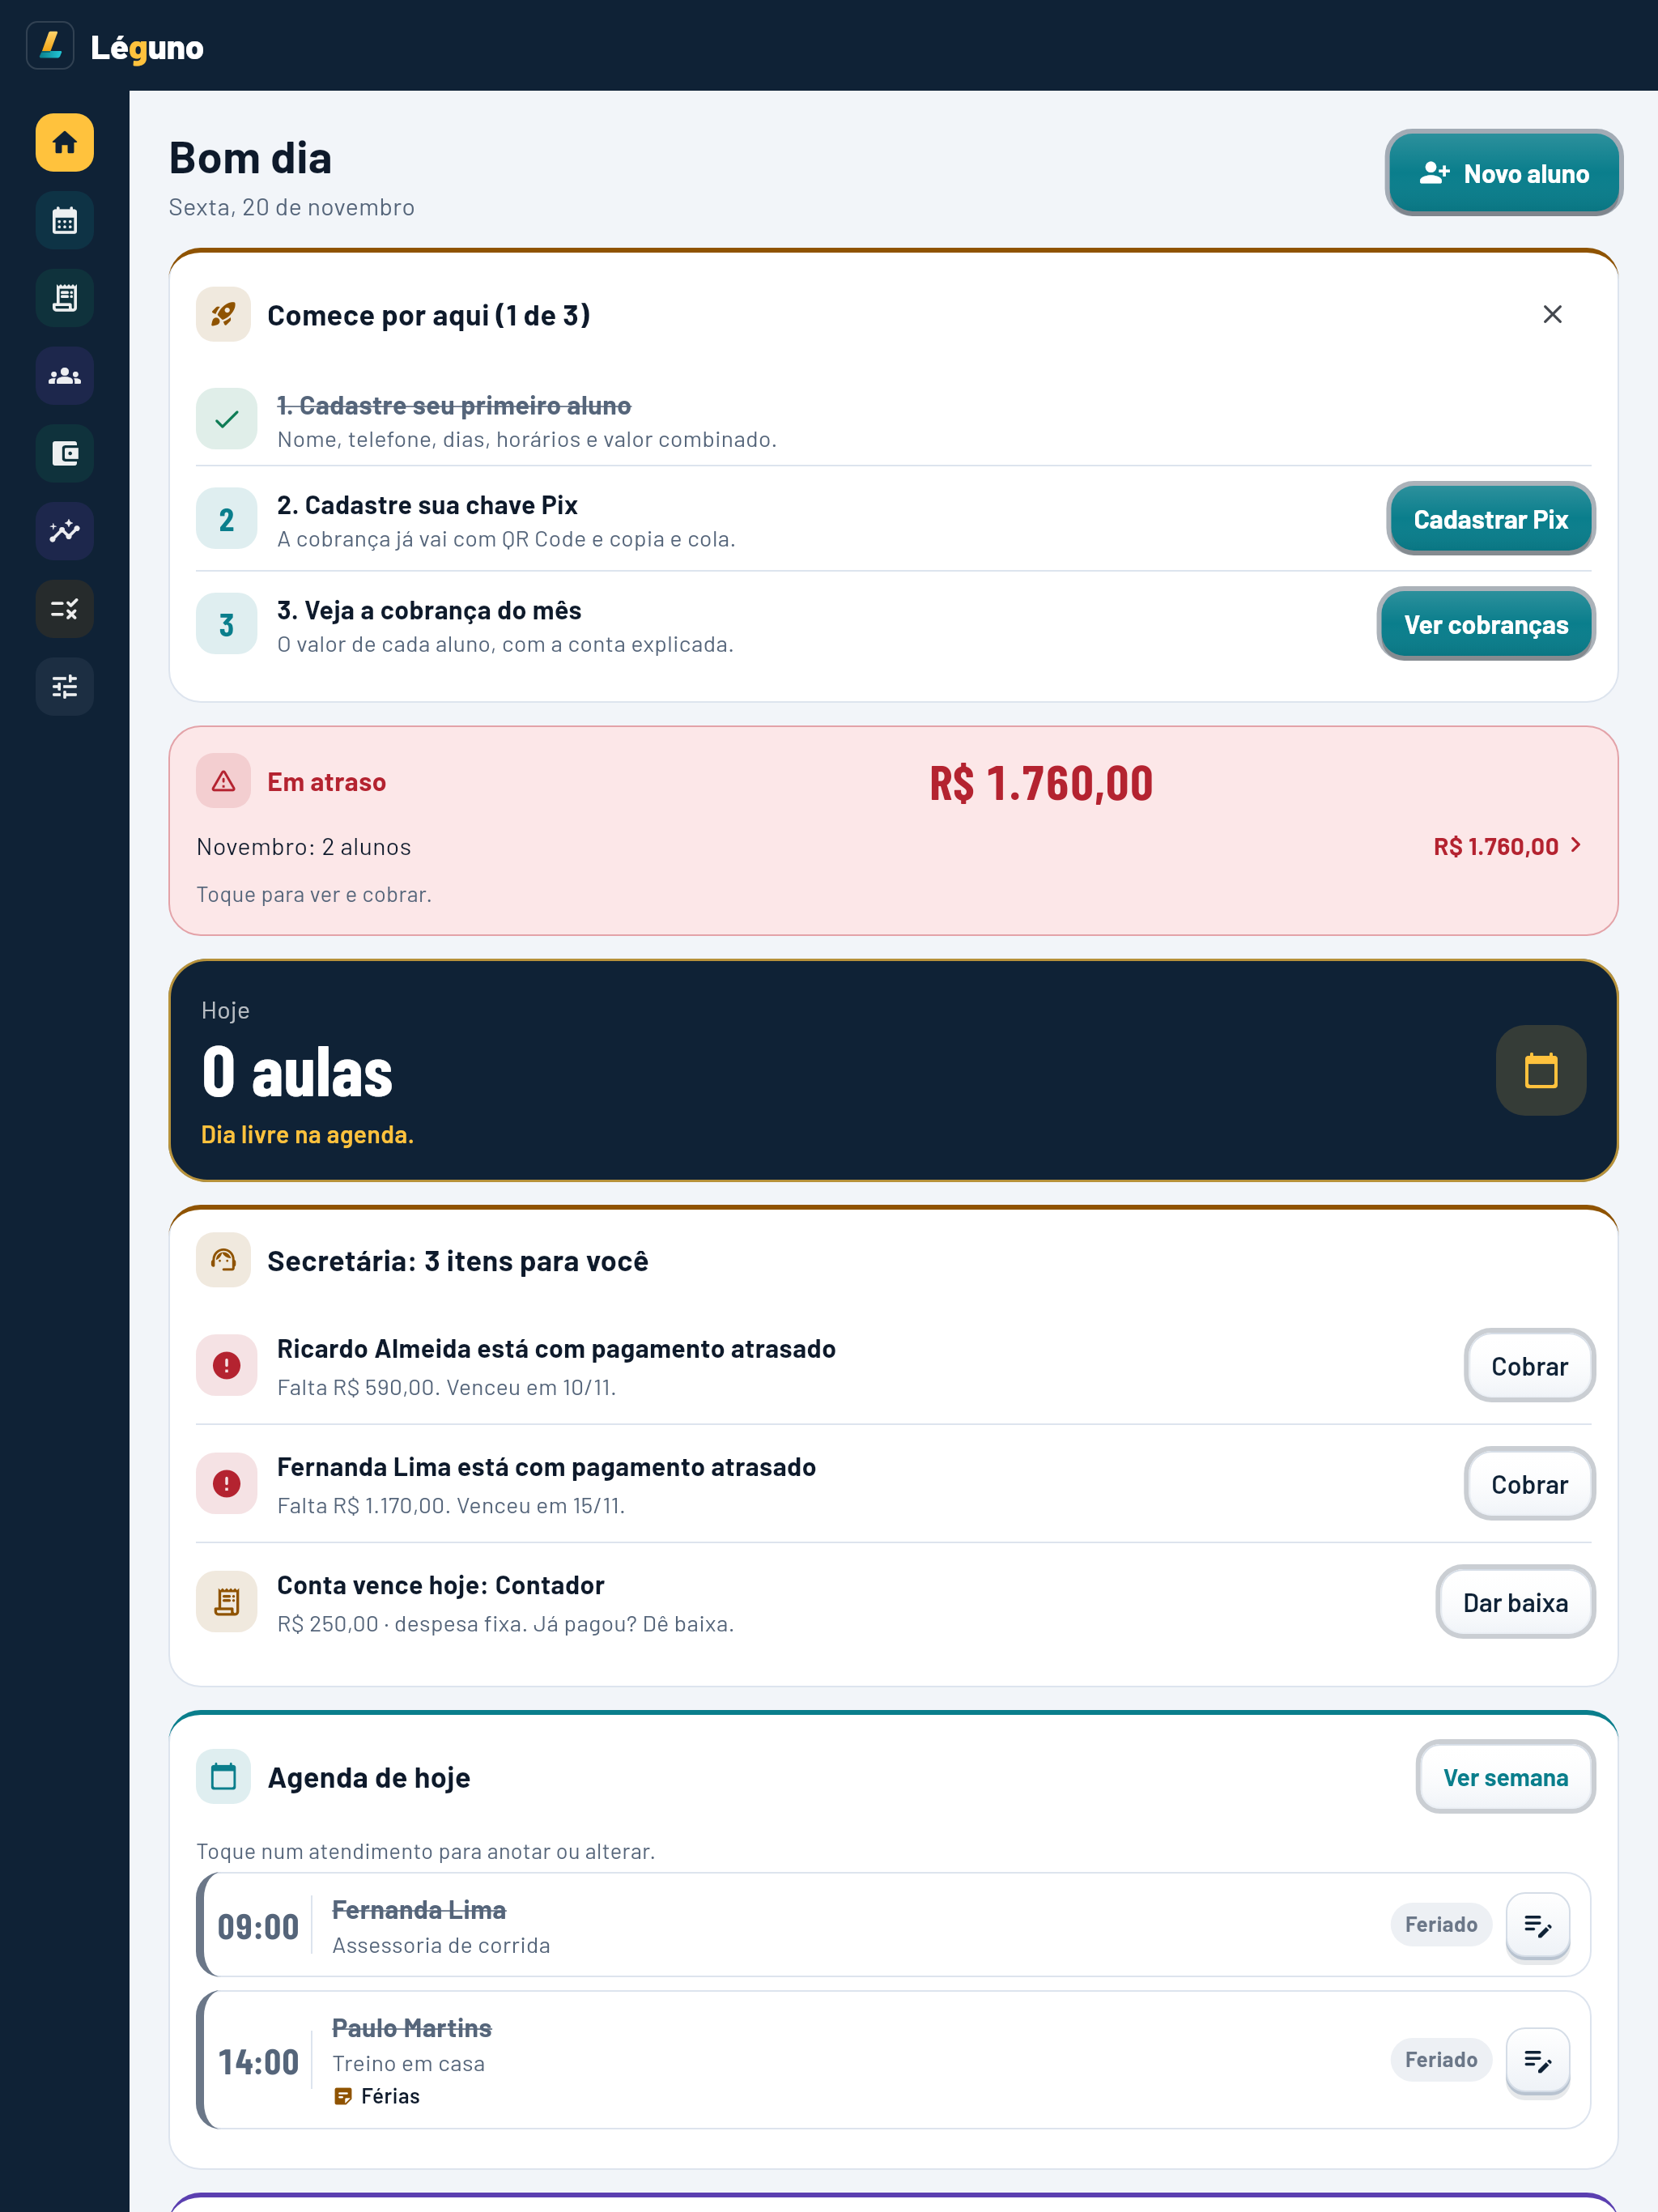 Léguno
Bom dia
Sexta, 20 de novembro
Novo aluno
Comece por aqui (1 de 3)
1. Cadastre seu primeiro aluno
Nome, telefone, dias, horários e valor combinado.
2
2. Cadastre sua chave Pix
A cobrança já vai com QR Code e copia e cola.
Cadastrar Pix
3
3. Veja a cobrança do mês
O valor de cada aluno, com a conta explicada.
Ver cobranças
Em atraso
R$ 1.760,00
Novembro: 2 alunos
R$ 1.760,00
Toque para ver e cobrar.
Hoje
0 aulas
Dia livre na agenda.
Secretária: 3 itens para você
Ricardo Almeida está com pagamento atrasado
Falta R$ 590,00. Venceu em 10/11.
Cobrar
Fernanda Lima está com pagamento atrasado
Falta R$ 1.170,00. Venceu em 15/11.
Cobrar
Conta vence hoje: Contador
R$ 250,00 · despesa fixa. Já pagou? Dê baixa.
Dar baixa
Agenda de hoje
Ver semana
Toque num atendimento para anotar ou alterar.
09:00
Fernanda Lima
Assessoria de corrida
Feriado
14:00
Paulo Martins
Treino em casa
Férias
Feriado